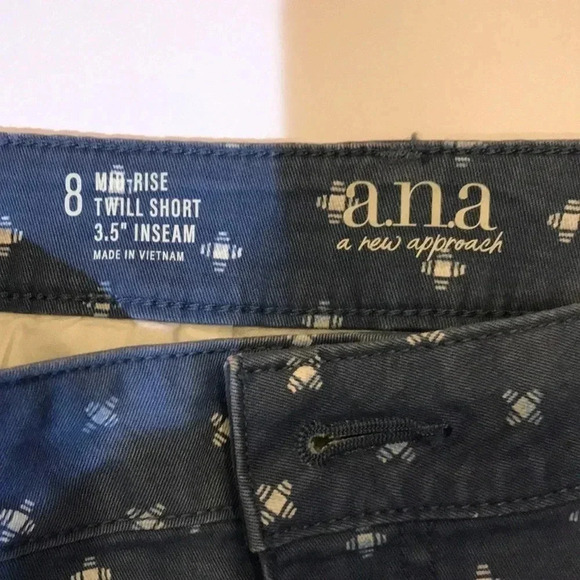 8 MID-RISE
TWILL SHORT
3.5" INSEAM
MADE IN VIETNAM
a.n.a
a new approach